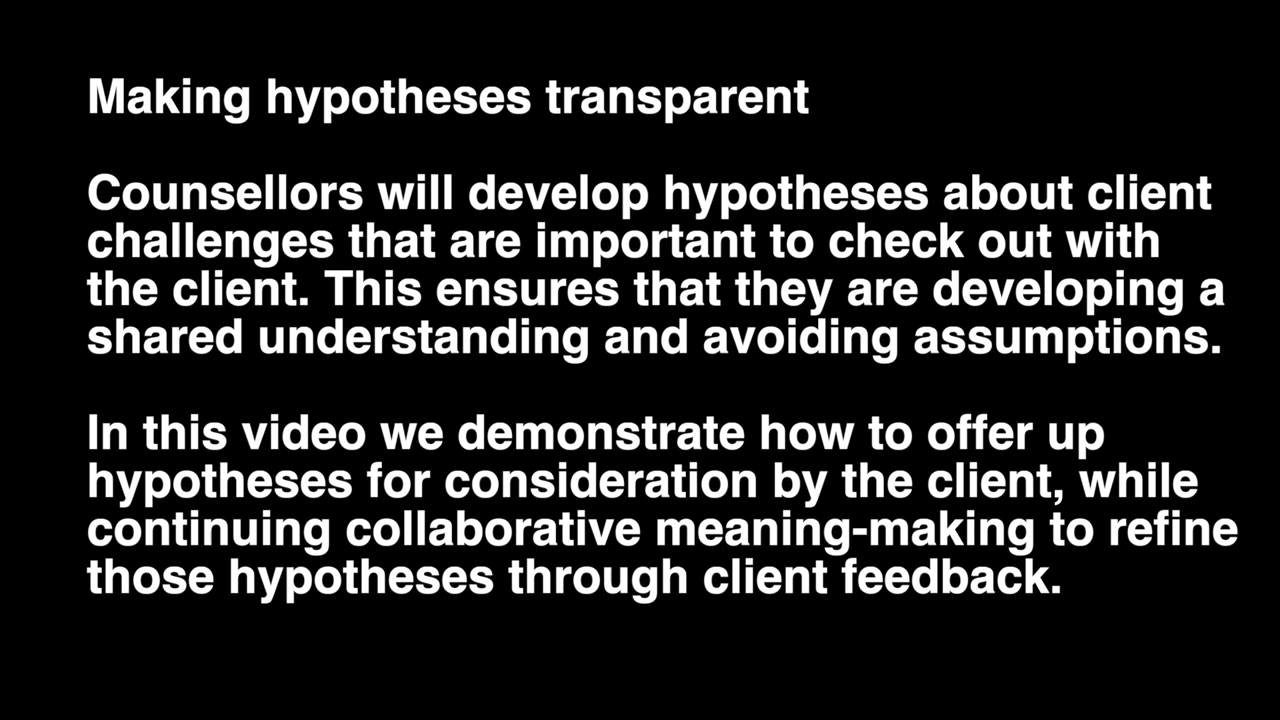 Making hypotheses transparent
Counsellors will develop hypotheses about client
challenges that are important to check out with
the client. This ensures that they are developing a
shared understanding and avoiding assumptions.
In this video we demonstrate how to offer up
hypotheses for consideration by the client, while
continuing collaborative meaning-making to refine
those hypotheses through client feedback.